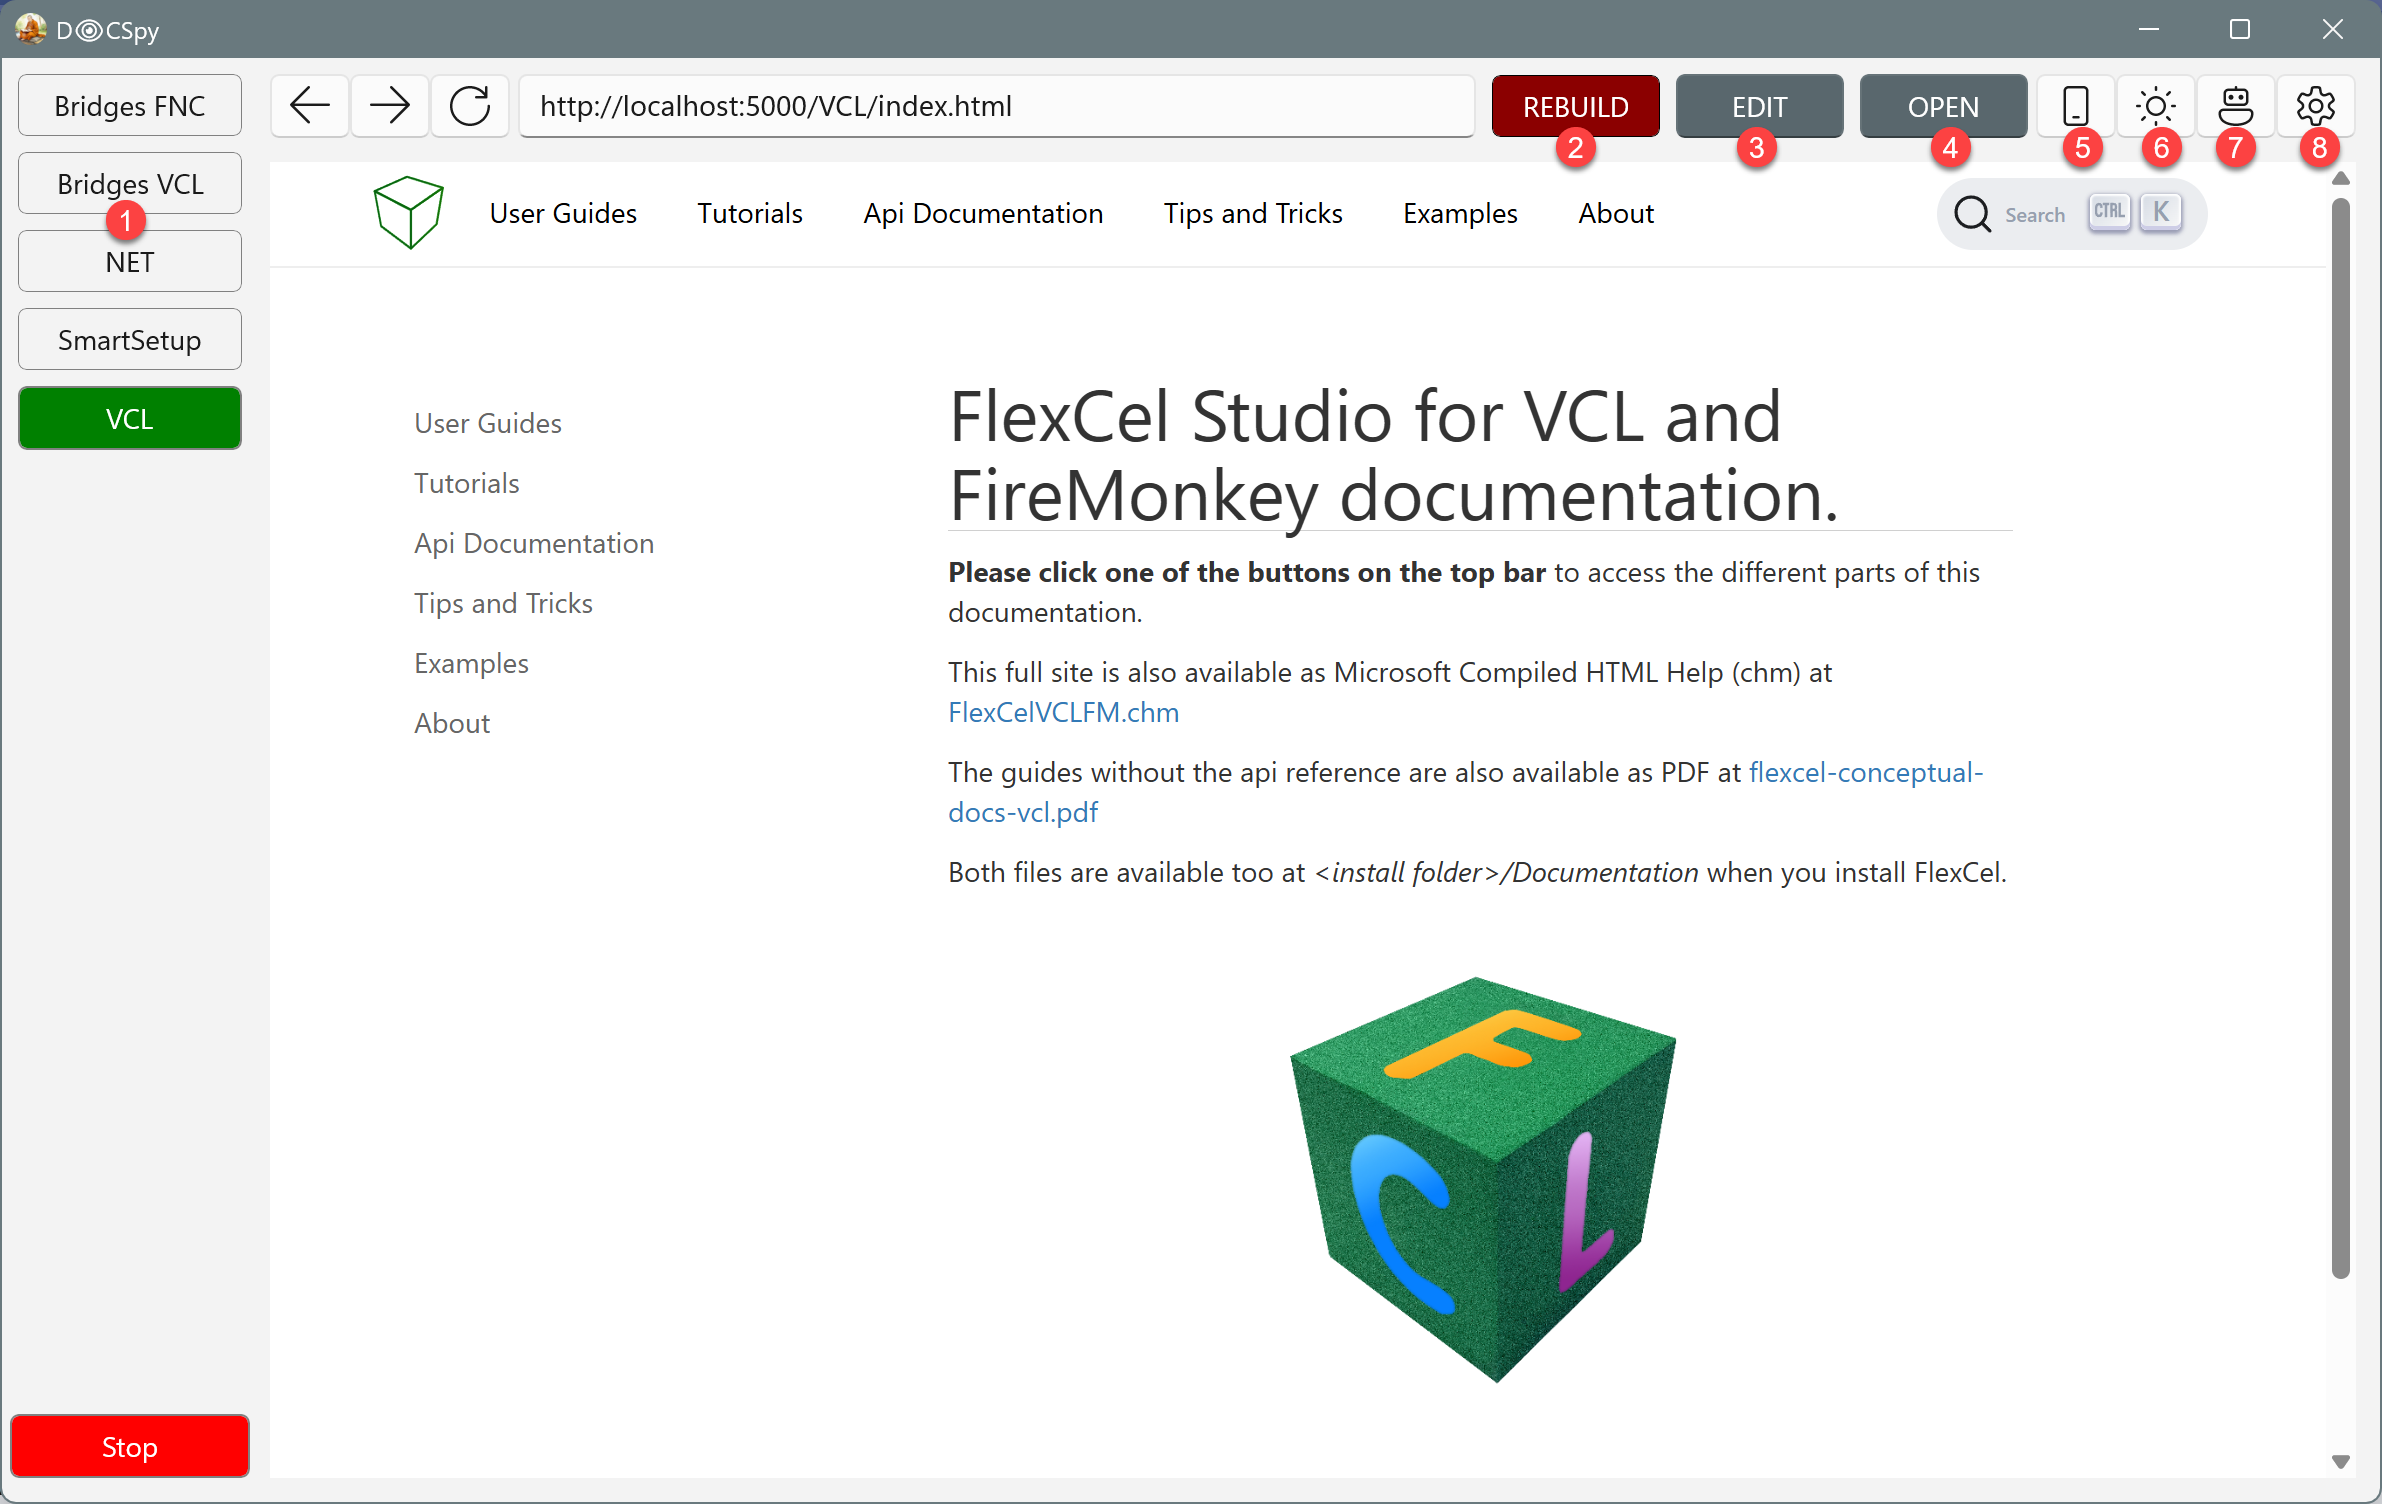 DOCSpy
Bridges FNC
Bridges VCL
1
NET
SmartSetup
VCL
Stop
http://localhost:5000/VCL/index.html
REBUILD
EDIT
OPEN
2
3
4
5
6
7
8
User Guides
Tutorials
Api Documentation
Tips and Tricks
Examples
About
Search
CTRL
K
User Guides
Tutorials
Api Documentation
Tips and Tricks
Examples
About
FlexCel Studio for VCL and
FireMonkey documentation.
Please click one of the buttons on the top bar to access the different parts of this
documentation.
This full site is also available as Microsoft Compiled HTML Help (chm) at
FlexCelVCLFM.chm
The guides without the api reference are also available as PDF at flexcel-conceptual-
docs-vcl.pdf
Both files are available too at <install folder>/Documentation when you install FlexCel.
F
C
L